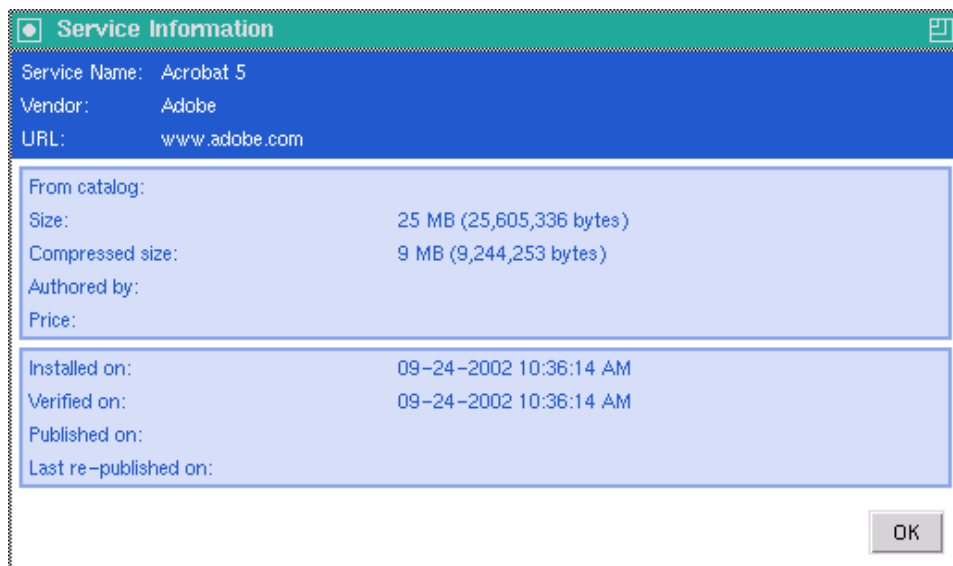 Service Information
Service Name: Acrobat 5
Vendor: Adobe
URL: www.adobe.com
From catalog:
Size: 25 MB (25,605,336 bytes)
Compressed size: 9 MB (9,244,253 bytes)
Authored by:
Price:
Installed on: 09-24-2002 10:36:14 AM
Verified on: 09-24-2002 10:36:14 AM
Published on:
Last re-published on:
OK